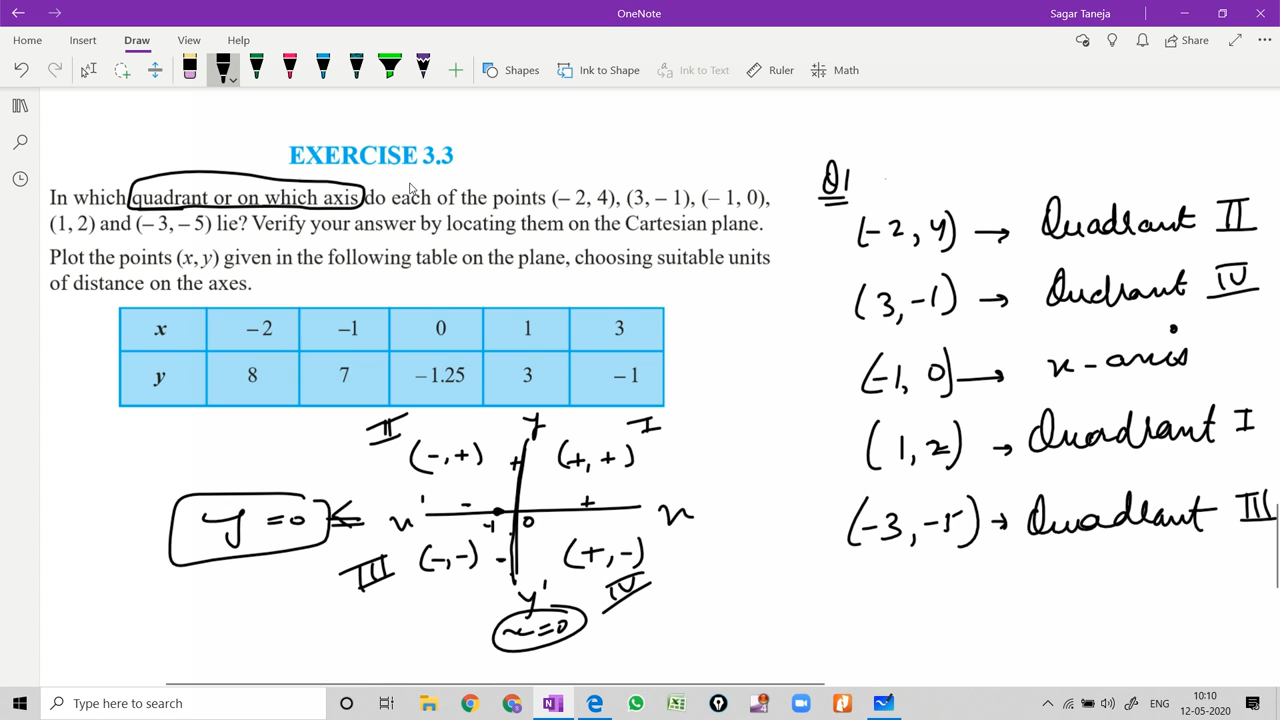 OneNote
Sagar Taneja
Home Insert Draw View Help
Share
Shapes
Ink to Shape
Ink to Text
Ruler
Math
EXERCISE 3.3
In which quadrant or on which axis do each of the points (– 2, 4), (3, – 1), (– 1, 0),
(1, 2) and (– 3, – 5) lie? Verify your answer by locating them on the Cartesian plane.
Plot the points (x, y) given in the following table on the plane, choosing suitable units
of distance on the axes.
x – 2 –1 0 1 3
y 8 7 – 1.25 3 – 1
II (-,+) y + (+,+) I
y=0 ⇐ x' - -1 0 + x
III (-,-) - (+,-) IV
y'
x=0
Q1
(-2, 4) → Quadrant II
(3, -1) → Quadrant IV
(-1, 0) → x-axis
(1, 2) → Quadrant I
(-3, -5) → Quadrant III
Type here to search
ENG
10:10
12-05-2020